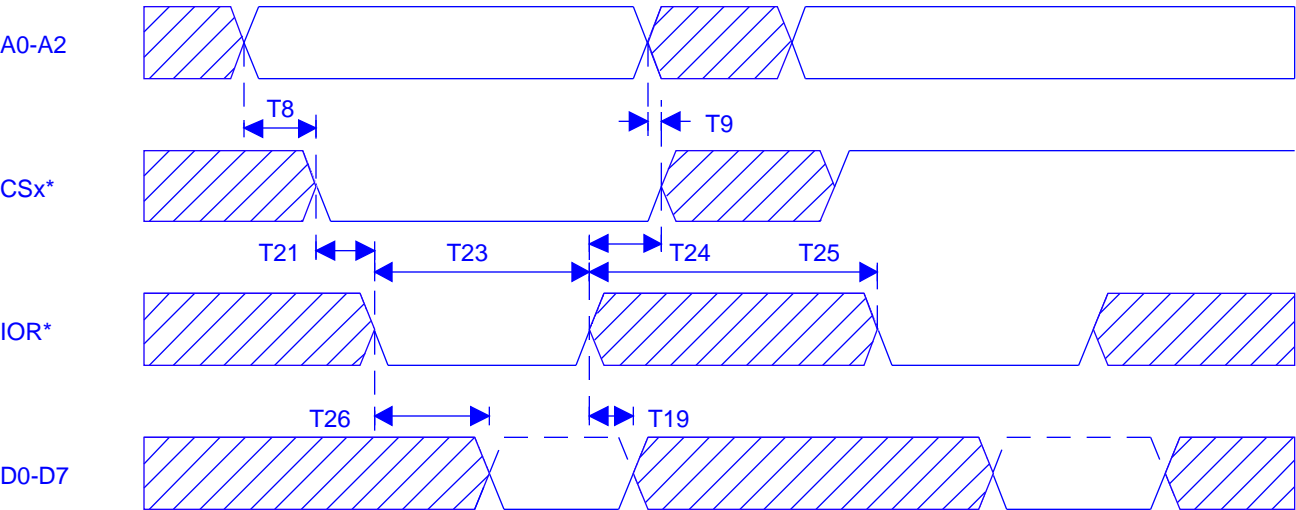 A0-A2
T8
T9
CSx*
T21
T23
T24
T25
IOR*
T26
T19
D0-D7